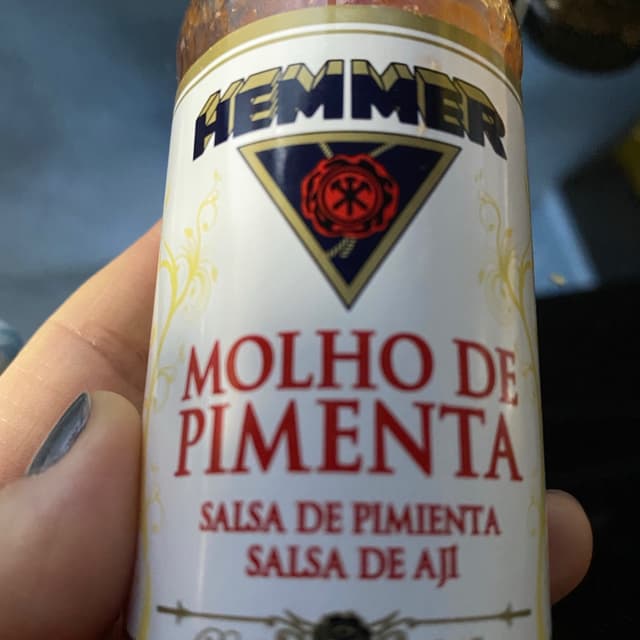 HEMMER
MOLHO DE
PIMENTA
SALSA DE PIMIENTA
SALSA DE AJI